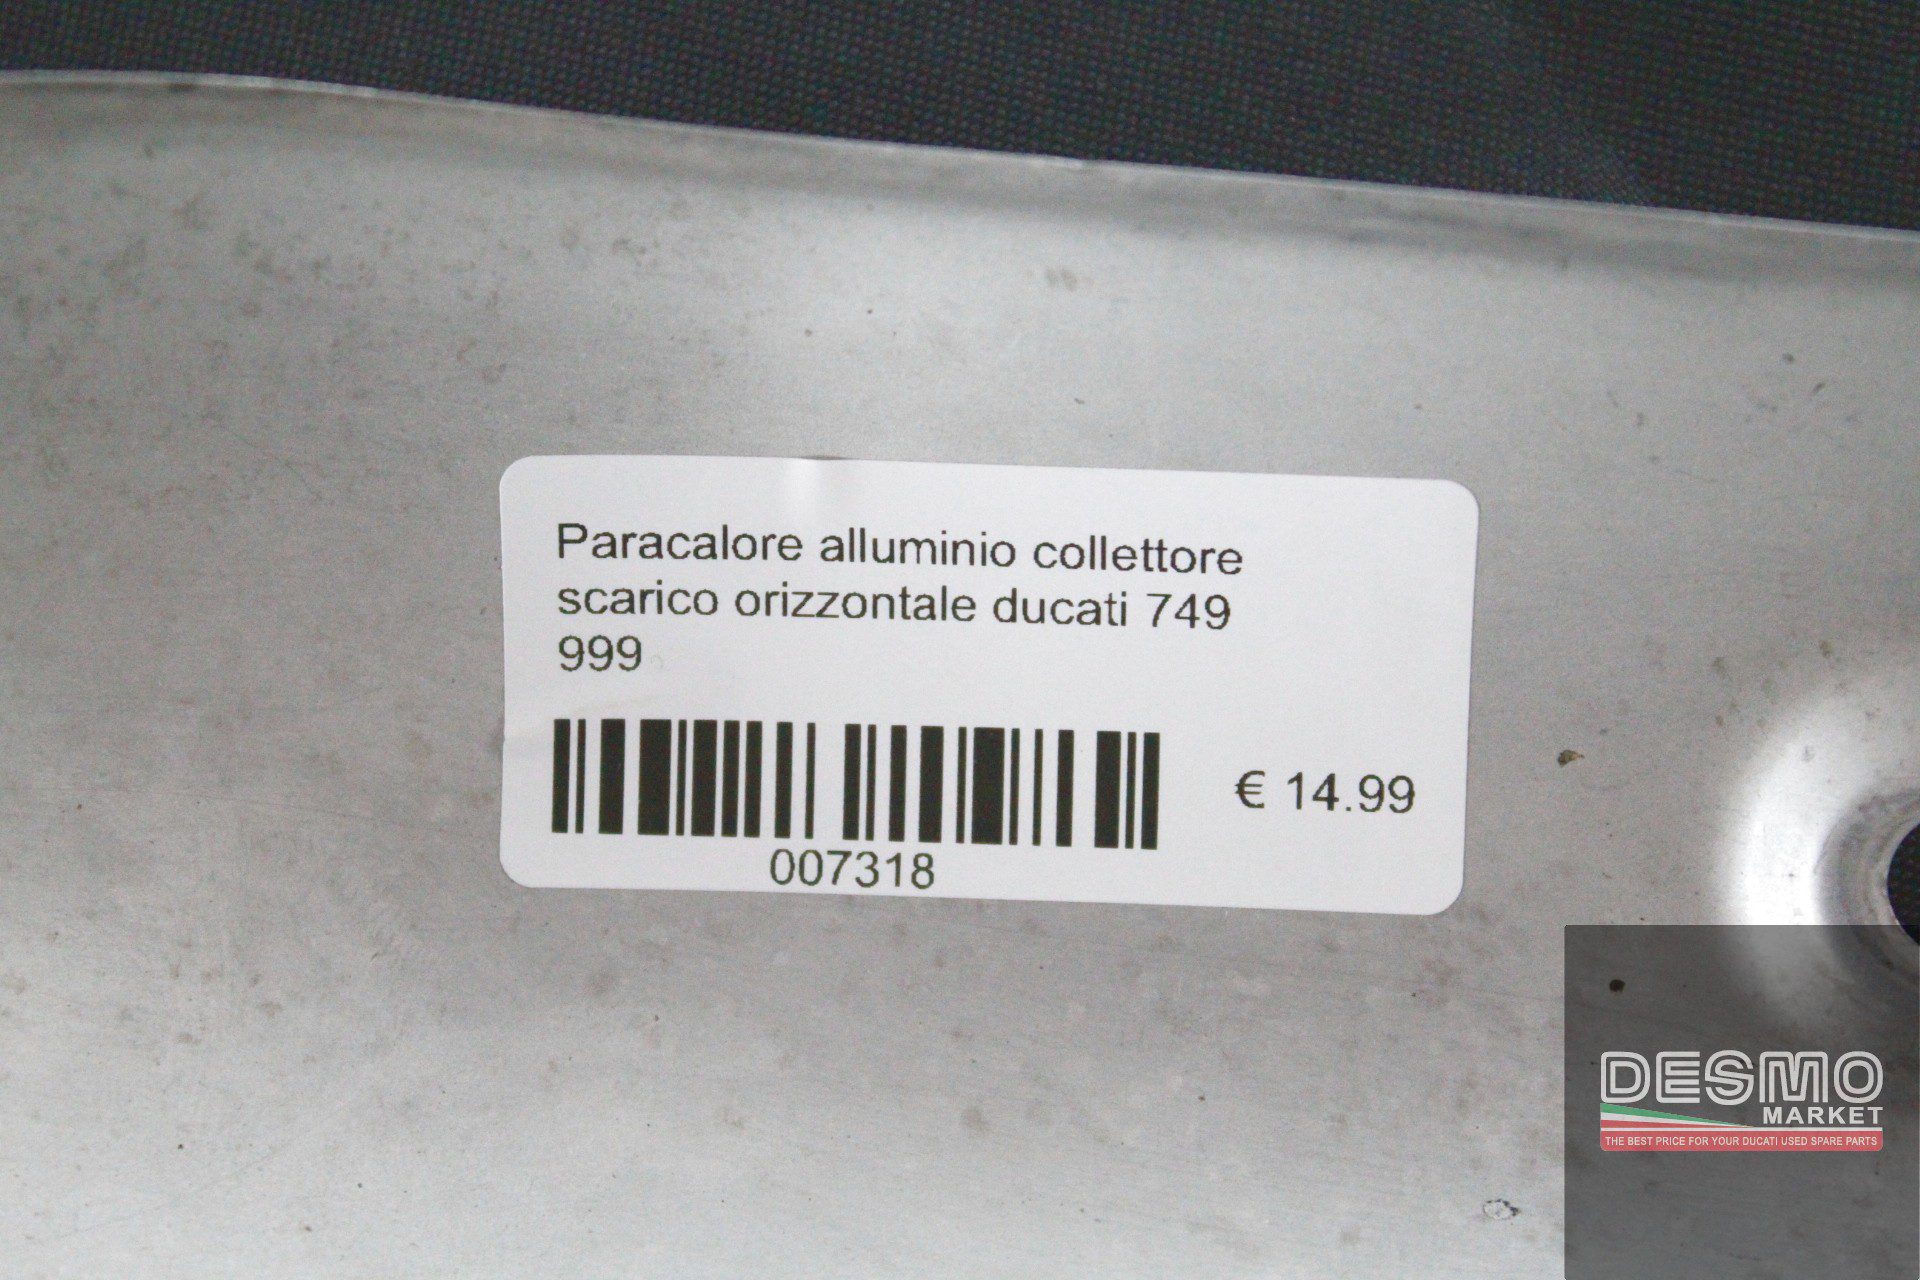 Paracalore alluminio collettore
scarico orizzontale ducati 749
999
€ 14.99
007318
DESMO
MARKET
THE BEST PRICE FOR YOUR DUCATI USED SPARE PARTS